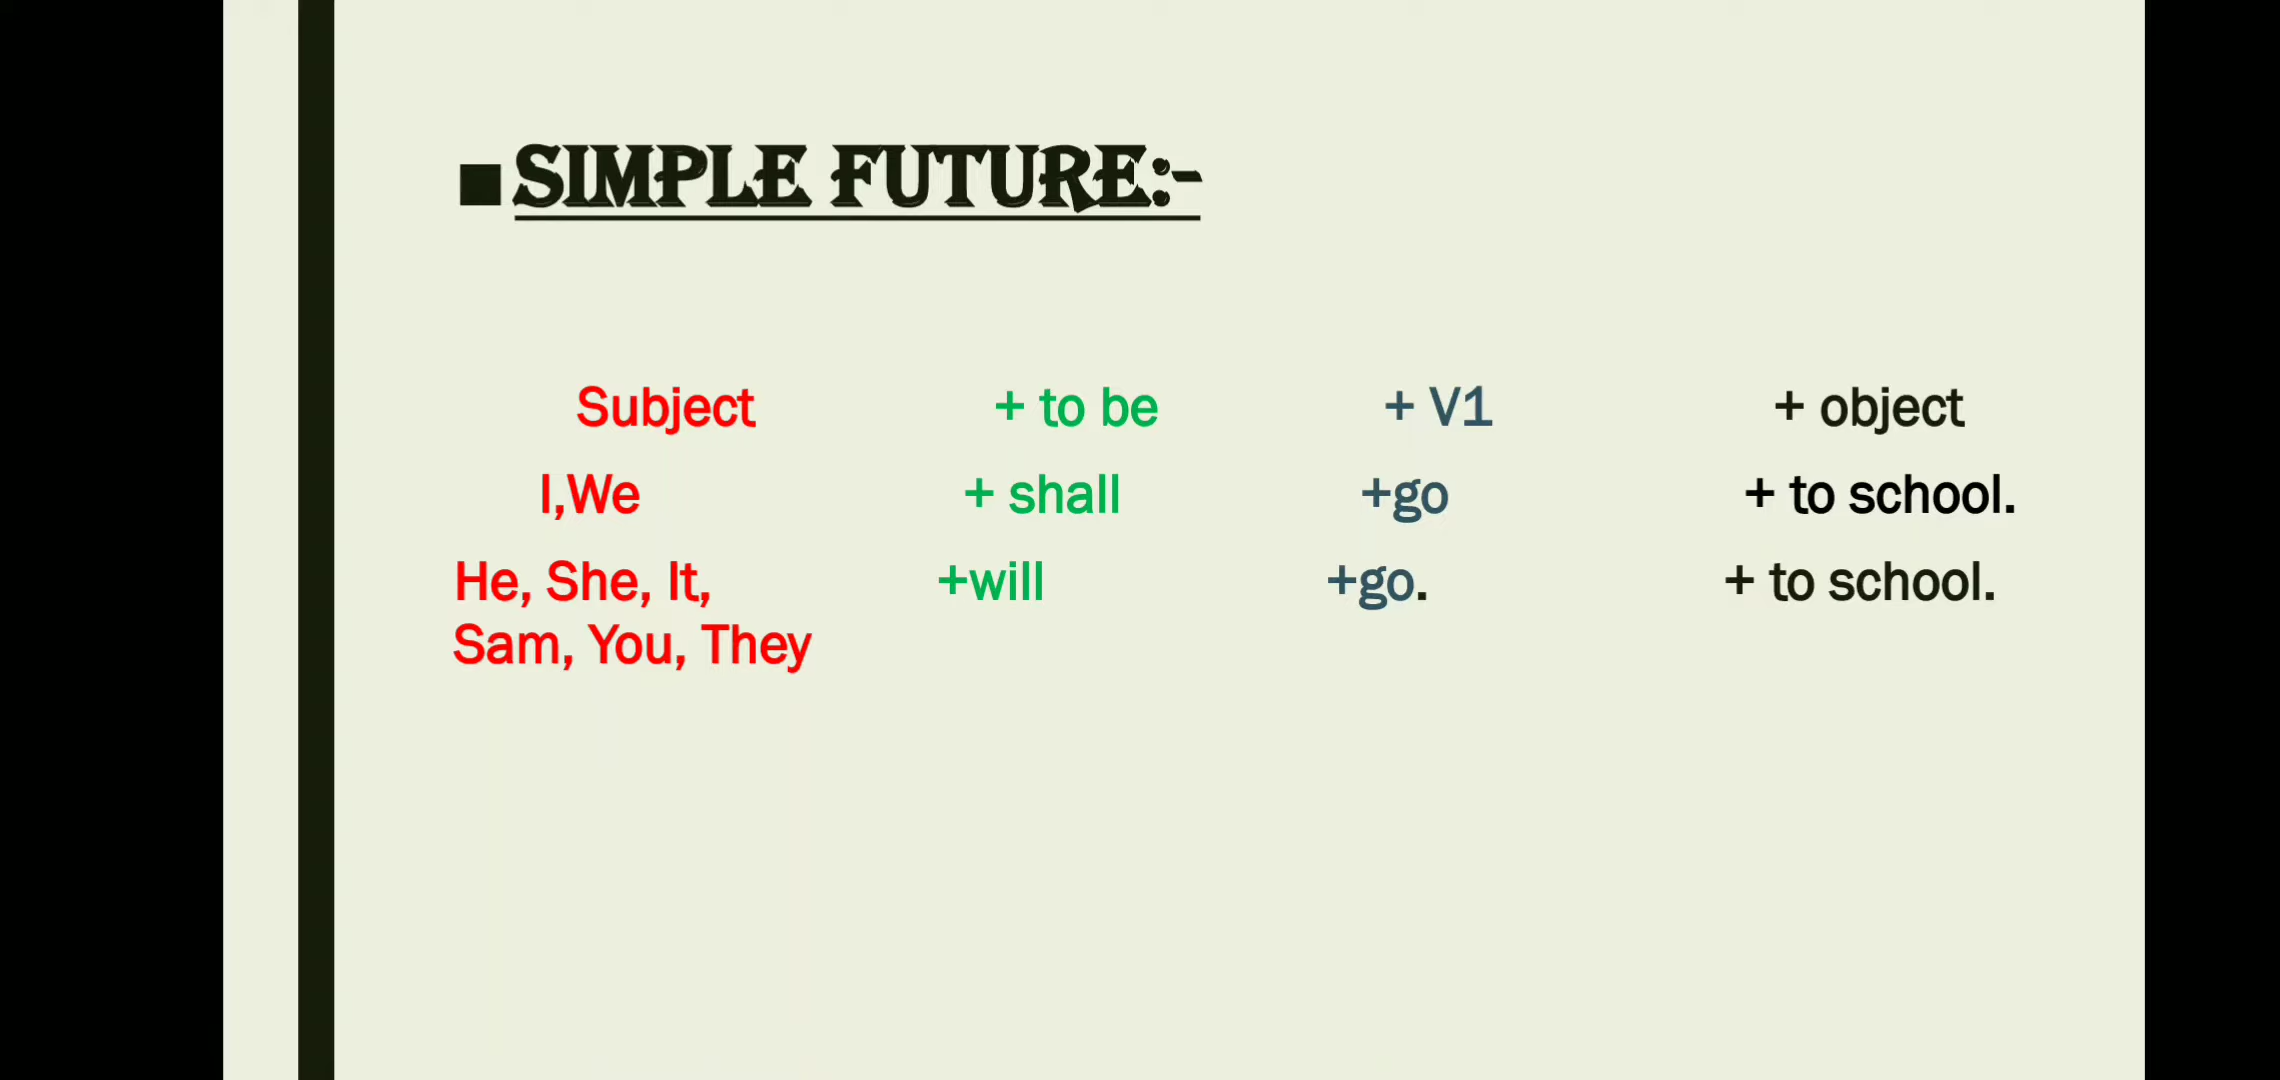 ■SIMPLE FUTURE:-
Subject + to be + V1 + object
I,We + shall +go + to school.
He, She, It, +will +go. + to school.
Sam, You, They